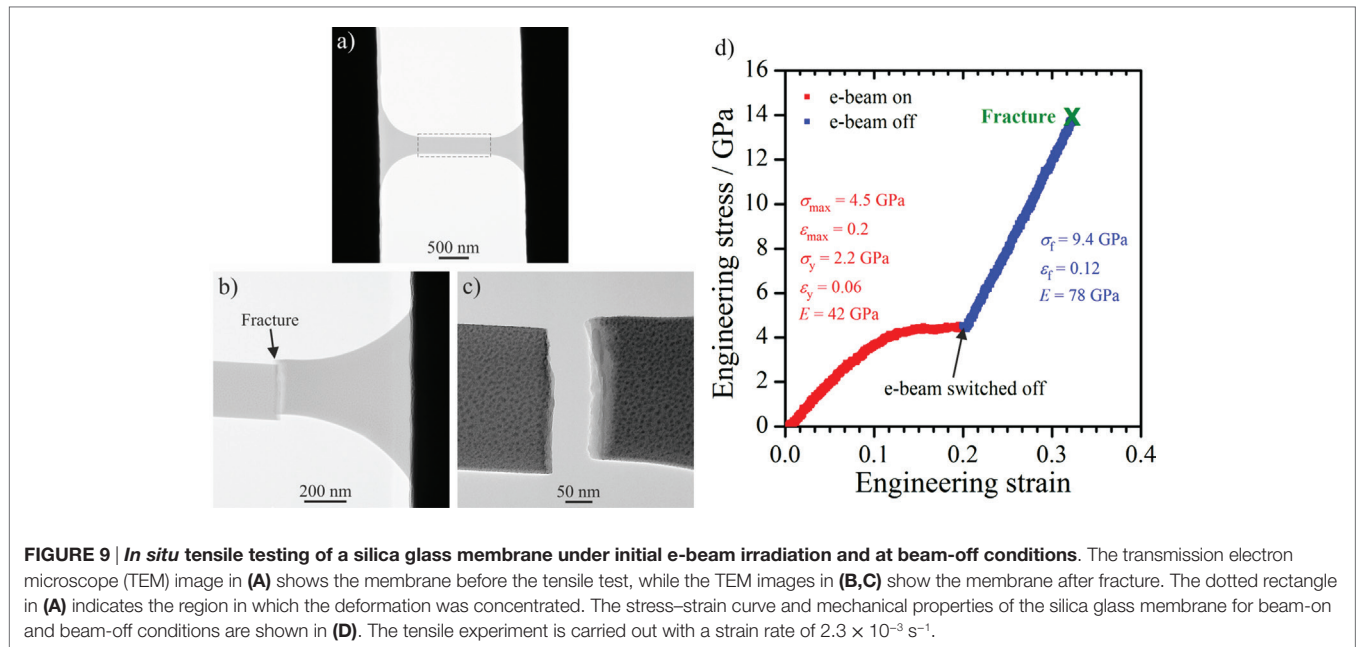 a)
500 nm
b)
Fracture
200 nm
c)
50 nm
d)
16
14
12
10
8
6
4
2
0
0.0 0.1 0.2 0.3 0.4
Engineering stress / GPa
Engineering strain
e-beam on
e-beam off
Fracture X
σmax = 4.5 GPa
εmax = 0.2
σy = 2.2 GPa
εy = 0.06
E = 42 GPa
σf = 9.4 GPa
εf = 0.12
E = 78 GPa
e-beam switched off
FIGURE 9 | In situ tensile testing of a silica glass membrane under initial e-beam irradiation and at beam-off conditions. The transmission electron
microscope (TEM) image in (A) shows the membrane before the tensile test, while the TEM images in (B,C) show the membrane after fracture. The dotted rectangle
in (A) indicates the region in which the deformation was concentrated. The stress–strain curve and mechanical properties of the silica glass membrane for beam-on
and beam-off conditions are shown in (D). The tensile experiment is carried out with a strain rate of 2.3 × 10⁻³ s⁻¹.